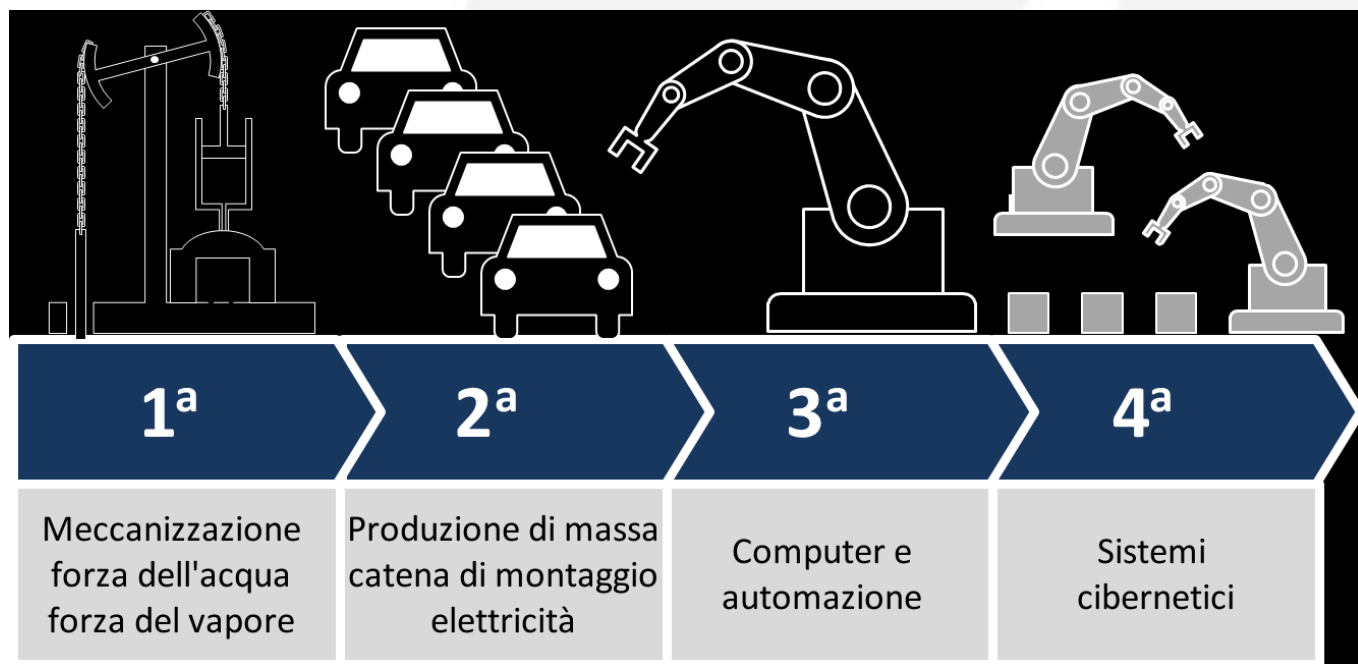 1ª
2ª
3ª
4ª
Meccanizzazione
forza dell'acqua
forza del vapore
Produzione di massa
catena di montaggio
elettricità
Computer e
automazione
Sistemi
cibernetici